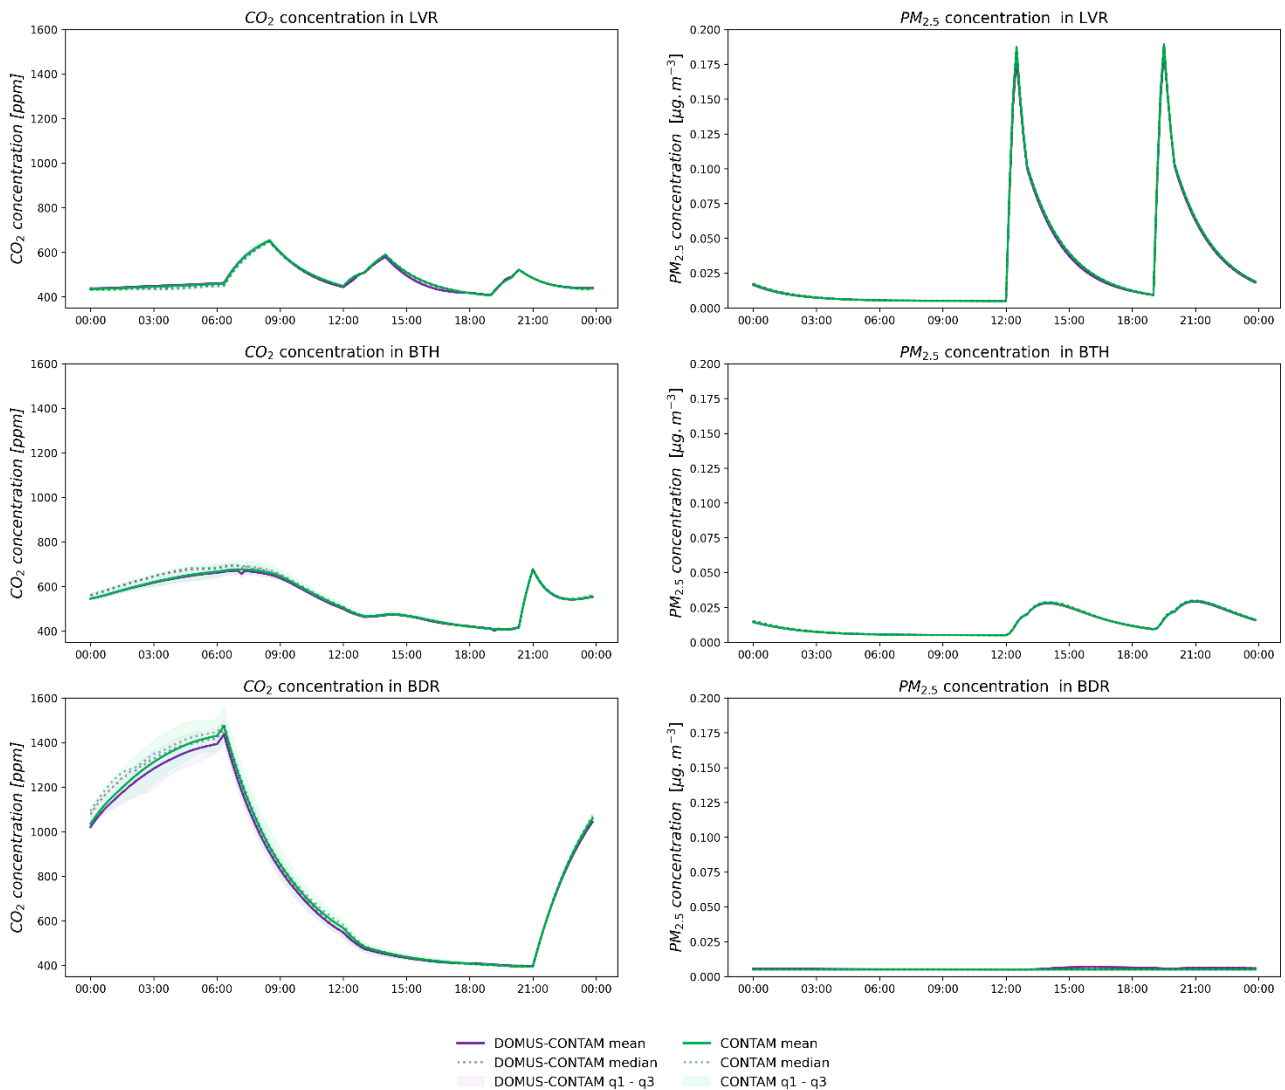 CO2 concentration in LVR
CO2 concentration [ppm]
1600
1400
1200
1000
800
600
400
00:00 03:00 06:00 09:00 12:00 15:00 18:00 21:00 00:00
PM2.5 concentration in LVR
PM2.5 concentration [μg.m−3]
0.200
0.175
0.150
0.125
0.100
0.075
0.050
0.025
0.000
00:00 03:00 06:00 09:00 12:00 15:00 18:00 21:00 00:00
CO2 concentration in BTH
CO2 concentration [ppm]
1600
1400
1200
1000
800
600
400
00:00 03:00 06:00 09:00 12:00 15:00 18:00 21:00 00:00
PM2.5 concentration in BTH
PM2.5 concentration [μg.m−3]
0.200
0.175
0.150
0.125
0.100
0.075
0.050
0.025
0.000
00:00 03:00 06:00 09:00 12:00 15:00 18:00 21:00 00:00
CO2 concentration in BDR
CO2 concentration [ppm]
1600
1400
1200
1000
800
600
400
00:00 03:00 06:00 09:00 12:00 15:00 18:00 21:00 00:00
PM2.5 concentration in BDR
PM2.5 concentration [μg.m−3]
0.200
0.175
0.150
0.125
0.100
0.075
0.050
0.025
0.000
00:00 03:00 06:00 09:00 12:00 15:00 18:00 21:00 00:00
DOMUS-CONTAM mean
DOMUS-CONTAM median
DOMUS-CONTAM q1 - q3
CONTAM mean
CONTAM median
CONTAM q1 - q3